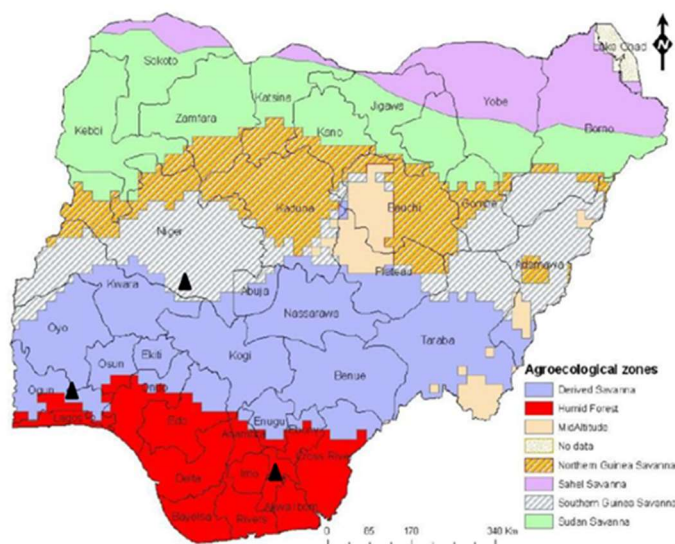 Lake Chad
N
Sokoto
Katsina
Yobe
Zamfara
Jigawa
Kebbi
Kano
Borno
Kaduna
Bauchi
Gombe
Niger
Adamawa
Plateau
Kwara
Abuja
Nassarawa
Oyo
Taraba
Osun
Ekiti
Kogi
Benue
Ogun
Ondo
Lagos
Edo
Enugu
Anambra
Cross River
Delta
Imo
Bayelsa
Rivers
Akwa Ibom
Agroecological zones
Derived Savanna
Humid Forest
MidAltitude
No data
Northern Guinea Savanna
Sahel Savanna
Southern Guinea Savanna
Sudan Savanna
0 85 170 340 Km